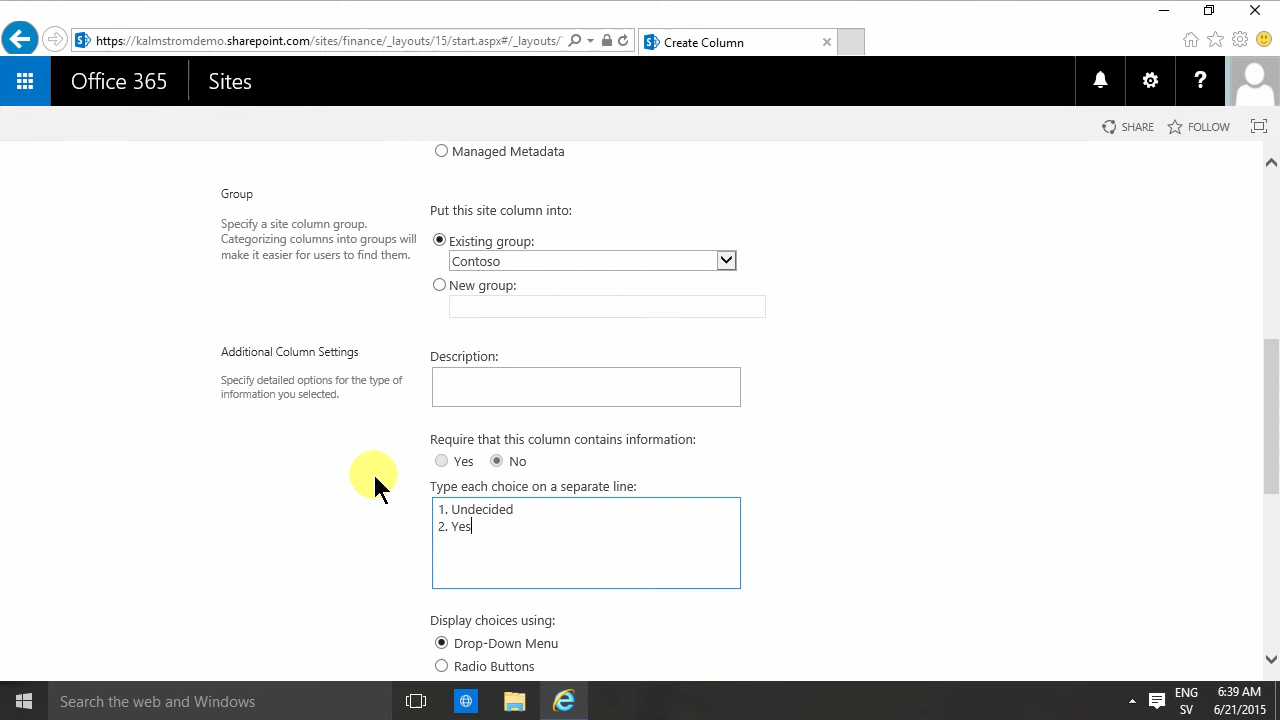 https://kalmstromdemo.sharepoint.com/sites/finance/_layouts/15/start.aspx#/_layouts/
Create Column
Office 365
Sites
?
SHARE
FOLLOW
Managed Metadata
Group
Specify a site column group.
Categorizing columns into groups will
make it easier for users to find them.
Put this site column into:
Existing group:
Contoso
New group:
Additional Column Settings
Specify detailed options for the type of
information you selected.
Description:
Require that this column contains information:
Yes
No
Type each choice on a separate line:
1. Undecided
2. Yes
Display choices using:
Drop-Down Menu
Radio Buttons
Search the web and Windows
ENG
SV
6:39 AM
6/21/2015